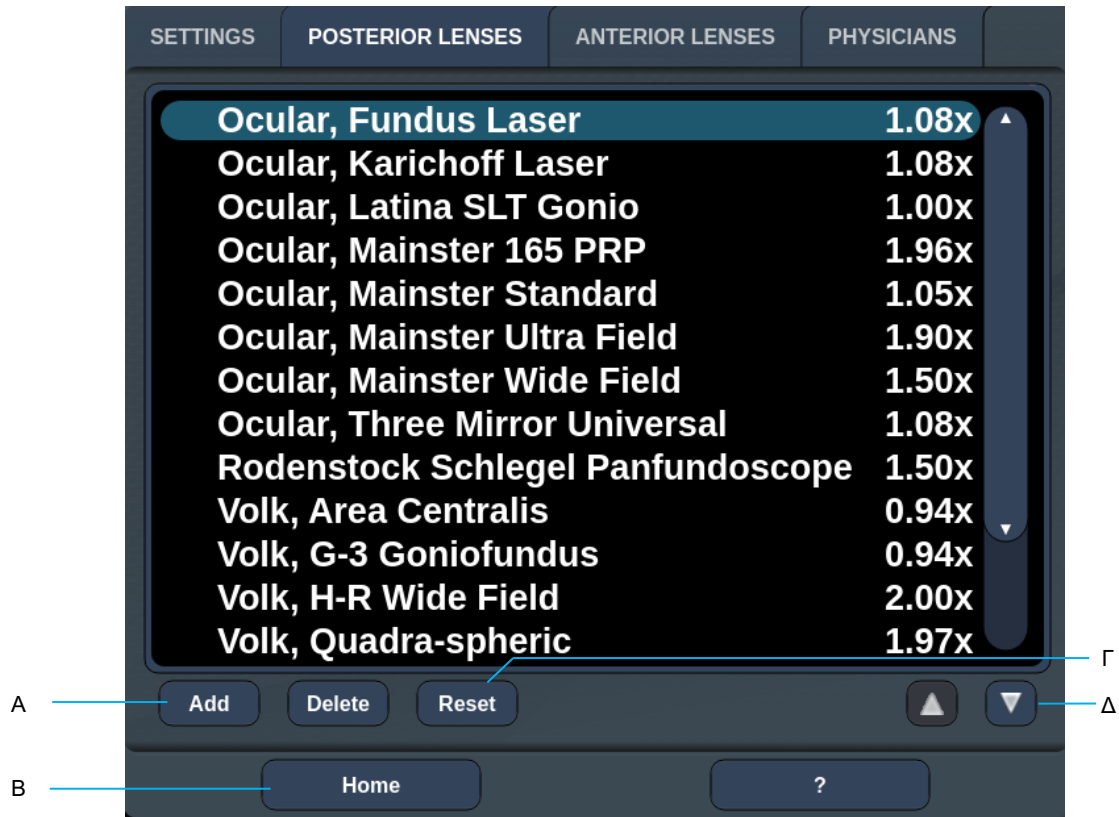 SETTINGS POSTERIOR LENSES ANTERIOR LENSES PHYSICIANS
Ocular, Fundus Laser 1.08x
Ocular, Karichoff Laser 1.08x
Ocular, Latina SLT Gonio 1.00x
Ocular, Mainster 165 PRP 1.96x
Ocular, Mainster Standard 1.05x
Ocular, Mainster Ultra Field 1.90x
Ocular, Mainster Wide Field 1.50x
Ocular, Three Mirror Universal 1.08x
Rodenstock Schlegel Panfundoscope 1.50x
Volk, Area Centralis 0.94x
Volk, G-3 Goniofundus 0.94x
Volk, H-R Wide Field 2.00x
Volk, Quadra-spheric 1.97x
Γ
Α Add Delete Reset Δ
Β Home ?